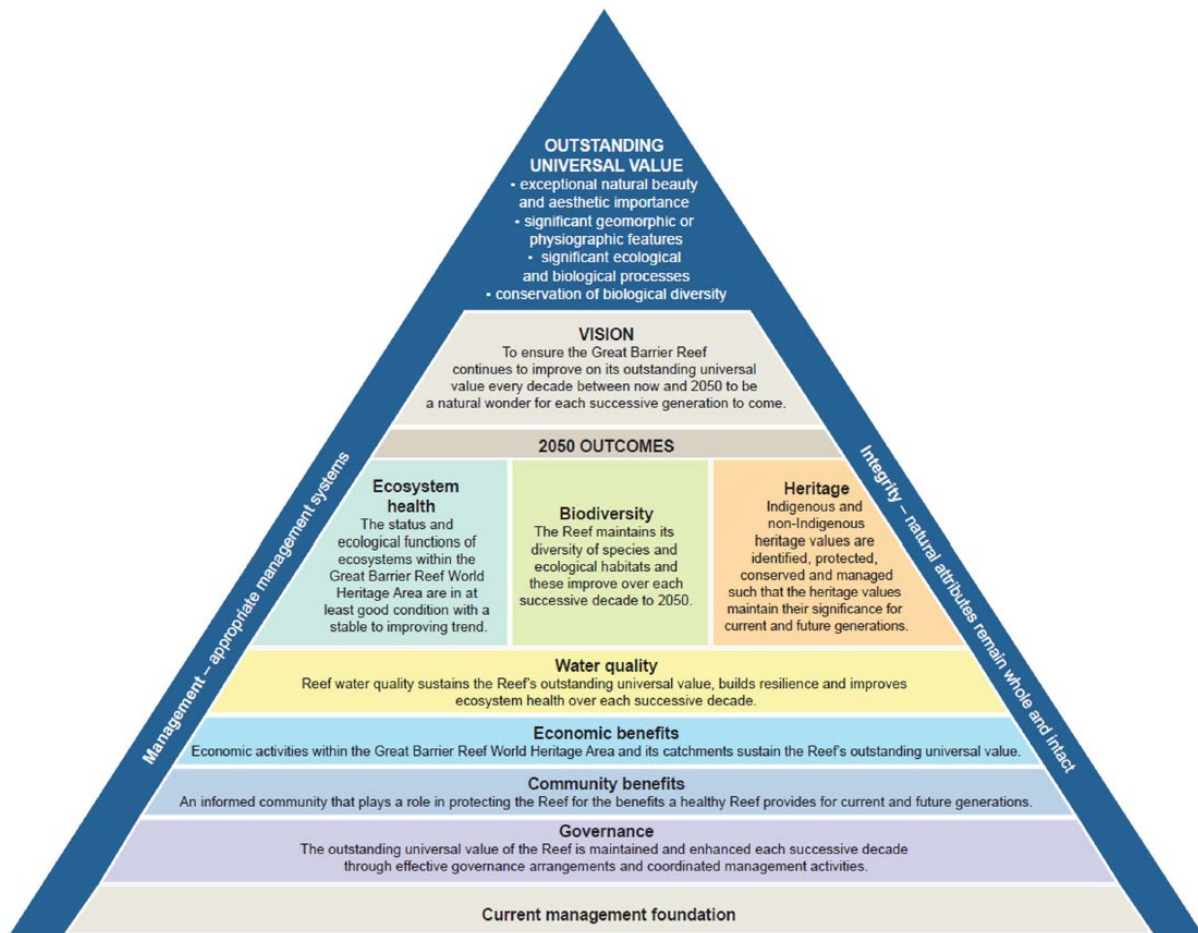 OUTSTANDING
UNIVERSAL VALUE
• exceptional natural beauty
and aesthetic importance
• significant geomorphic or
physiographic features
• significant ecological
and biological processes
• conservation of biological diversity
VISION
To ensure the Great Barrier Reef
continues to improve on its outstanding universal
value every decade between now and 2050 to be
a natural wonder for each successive generation to come.
Management – appropriate management systems
Integrity – natural attributes remain whole and intact
2050 OUTCOMES
Ecosystem
health
The status and
ecological functions of
ecosystems within the
Great Barrier Reef World
Heritage Area are in at
least good condition with a
stable to improving trend.
Biodiversity
The Reef maintains its
diversity of species and
ecological habitats and
these improve over each
successive decade to 2050.
Heritage
Indigenous and
non-Indigenous
heritage values are
identified, protected,
conserved and managed
such that the heritage values
maintain their significance for
current and future generations.
Water quality
Reef water quality sustains the Reef's outstanding universal value, builds resilience and improves
ecosystem health over each successive decade.
Economic benefits
Economic activities within the Great Barrier Reef World Heritage Area and its catchments sustain the Reef's outstanding universal value.
Community benefits
An informed community that plays a role in protecting the Reef for the benefits a healthy Reef provides for current and future generations.
Governance
The outstanding universal value of the Reef is maintained and enhanced each successive decade
through effective governance arrangements and coordinated management activities.
Current management foundation